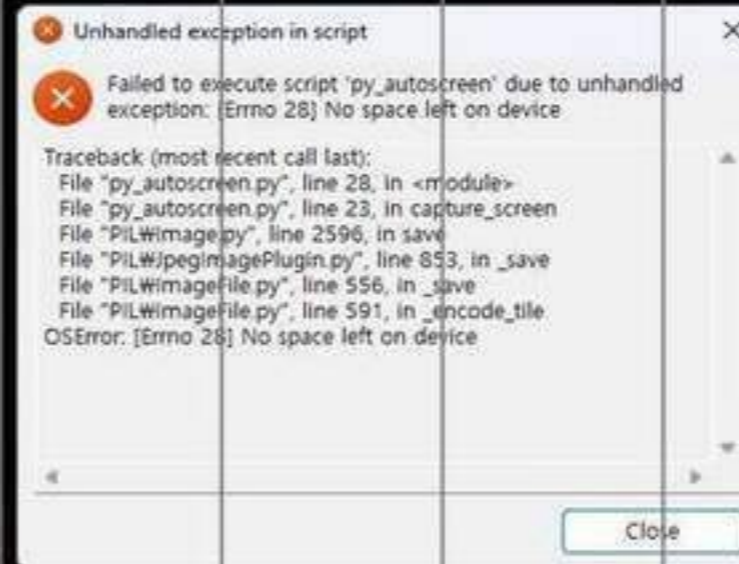 Unhandled exception in script
Failed to execute script 'py_autoscreen' due to unhandled
exception: [Errno 28] No space left on device
Traceback (most recent call last):
File "py_autoscreen.py", line 28, in <module>
File "py_autoscreen.py", line 23, in capture_screen
File "PIL₩Image.py", line 2596, in save
File "PIL₩JpegImagePlugin.py", line 853, in _save
File "PIL₩ImageFile.py", line 556, in _save
File "PIL₩ImageFile.py", line 591, in _encode_tile
OSError: [Errno 28] No space left on device
Close